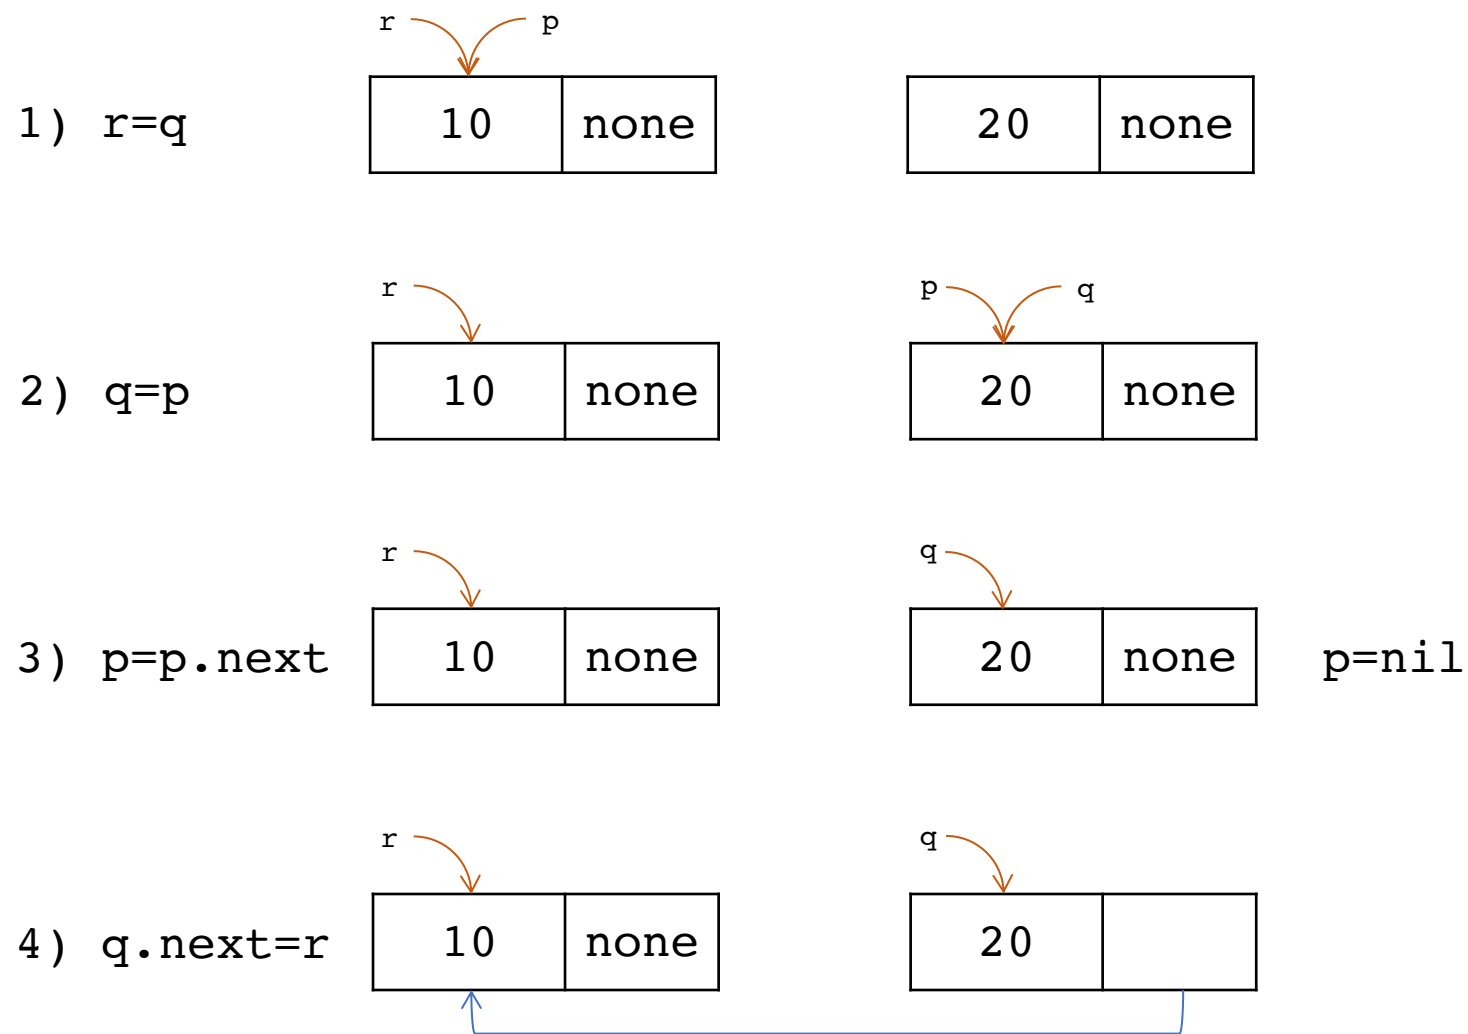 r p
1) r=q 10 none 20 none
r p q
2) q=p 10 none 20 none
r q
3) p=p.next 10 none 20 none p=nil
r q
4) q.next=r 10 none 20